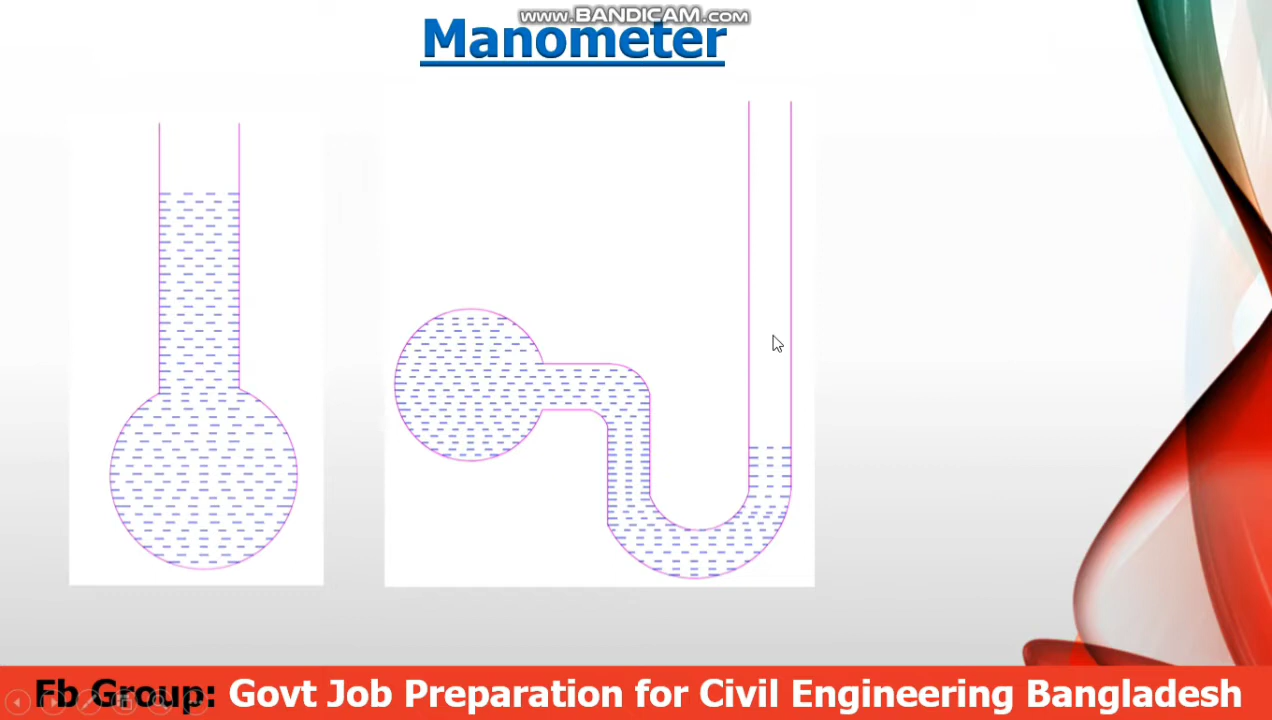 www.BANDICAM.com
Manometer
Fb Group: Govt Job Preparation for Civil Engineering Bangladesh